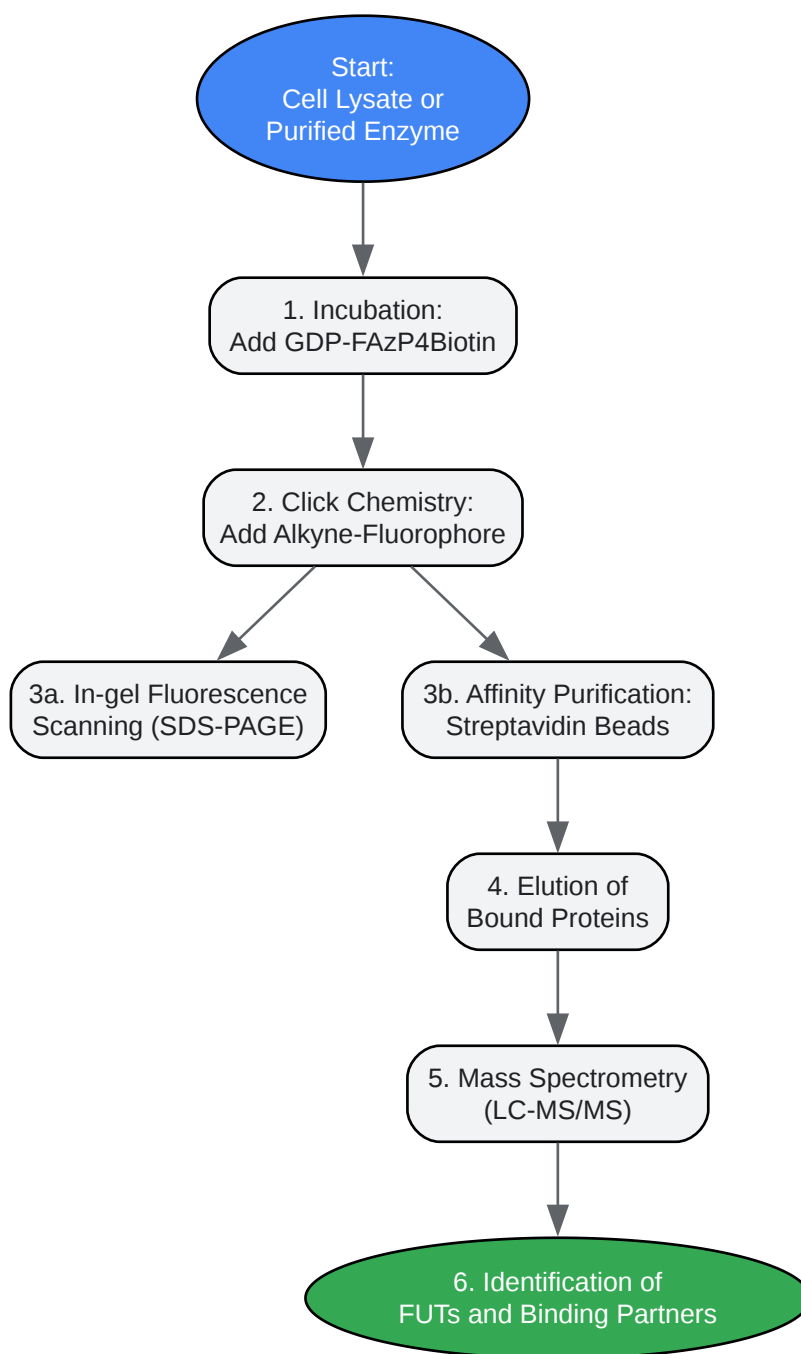 Start:
Cell Lysate or
Purified Enzyme
1. Incubation:
Add GDP-FAzP4Biotin
2. Click Chemistry:
Add Alkyne-Fluorophore
3a. In-gel Fluorescence
Scanning (SDS-PAGE)
3b. Affinity Purification:
Streptavidin Beads
4. Elution of
Bound Proteins
5. Mass Spectrometry
(LC-MS/MS)
6. Identification of
FUTs and Binding Partners